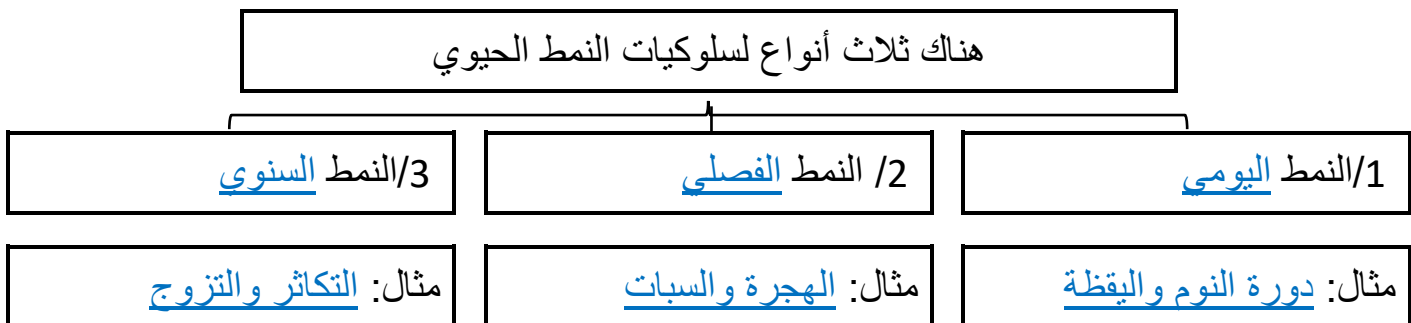 هناك ثلاث أنواع لسلوكيات النمط الحيوي
1/النمط اليومي
2/ النمط الفصلي
3/النمط السنوي
مثال: دورة النوم واليقظة
مثال: الهجرة والسبات
مثال: التكاثر والتزوج